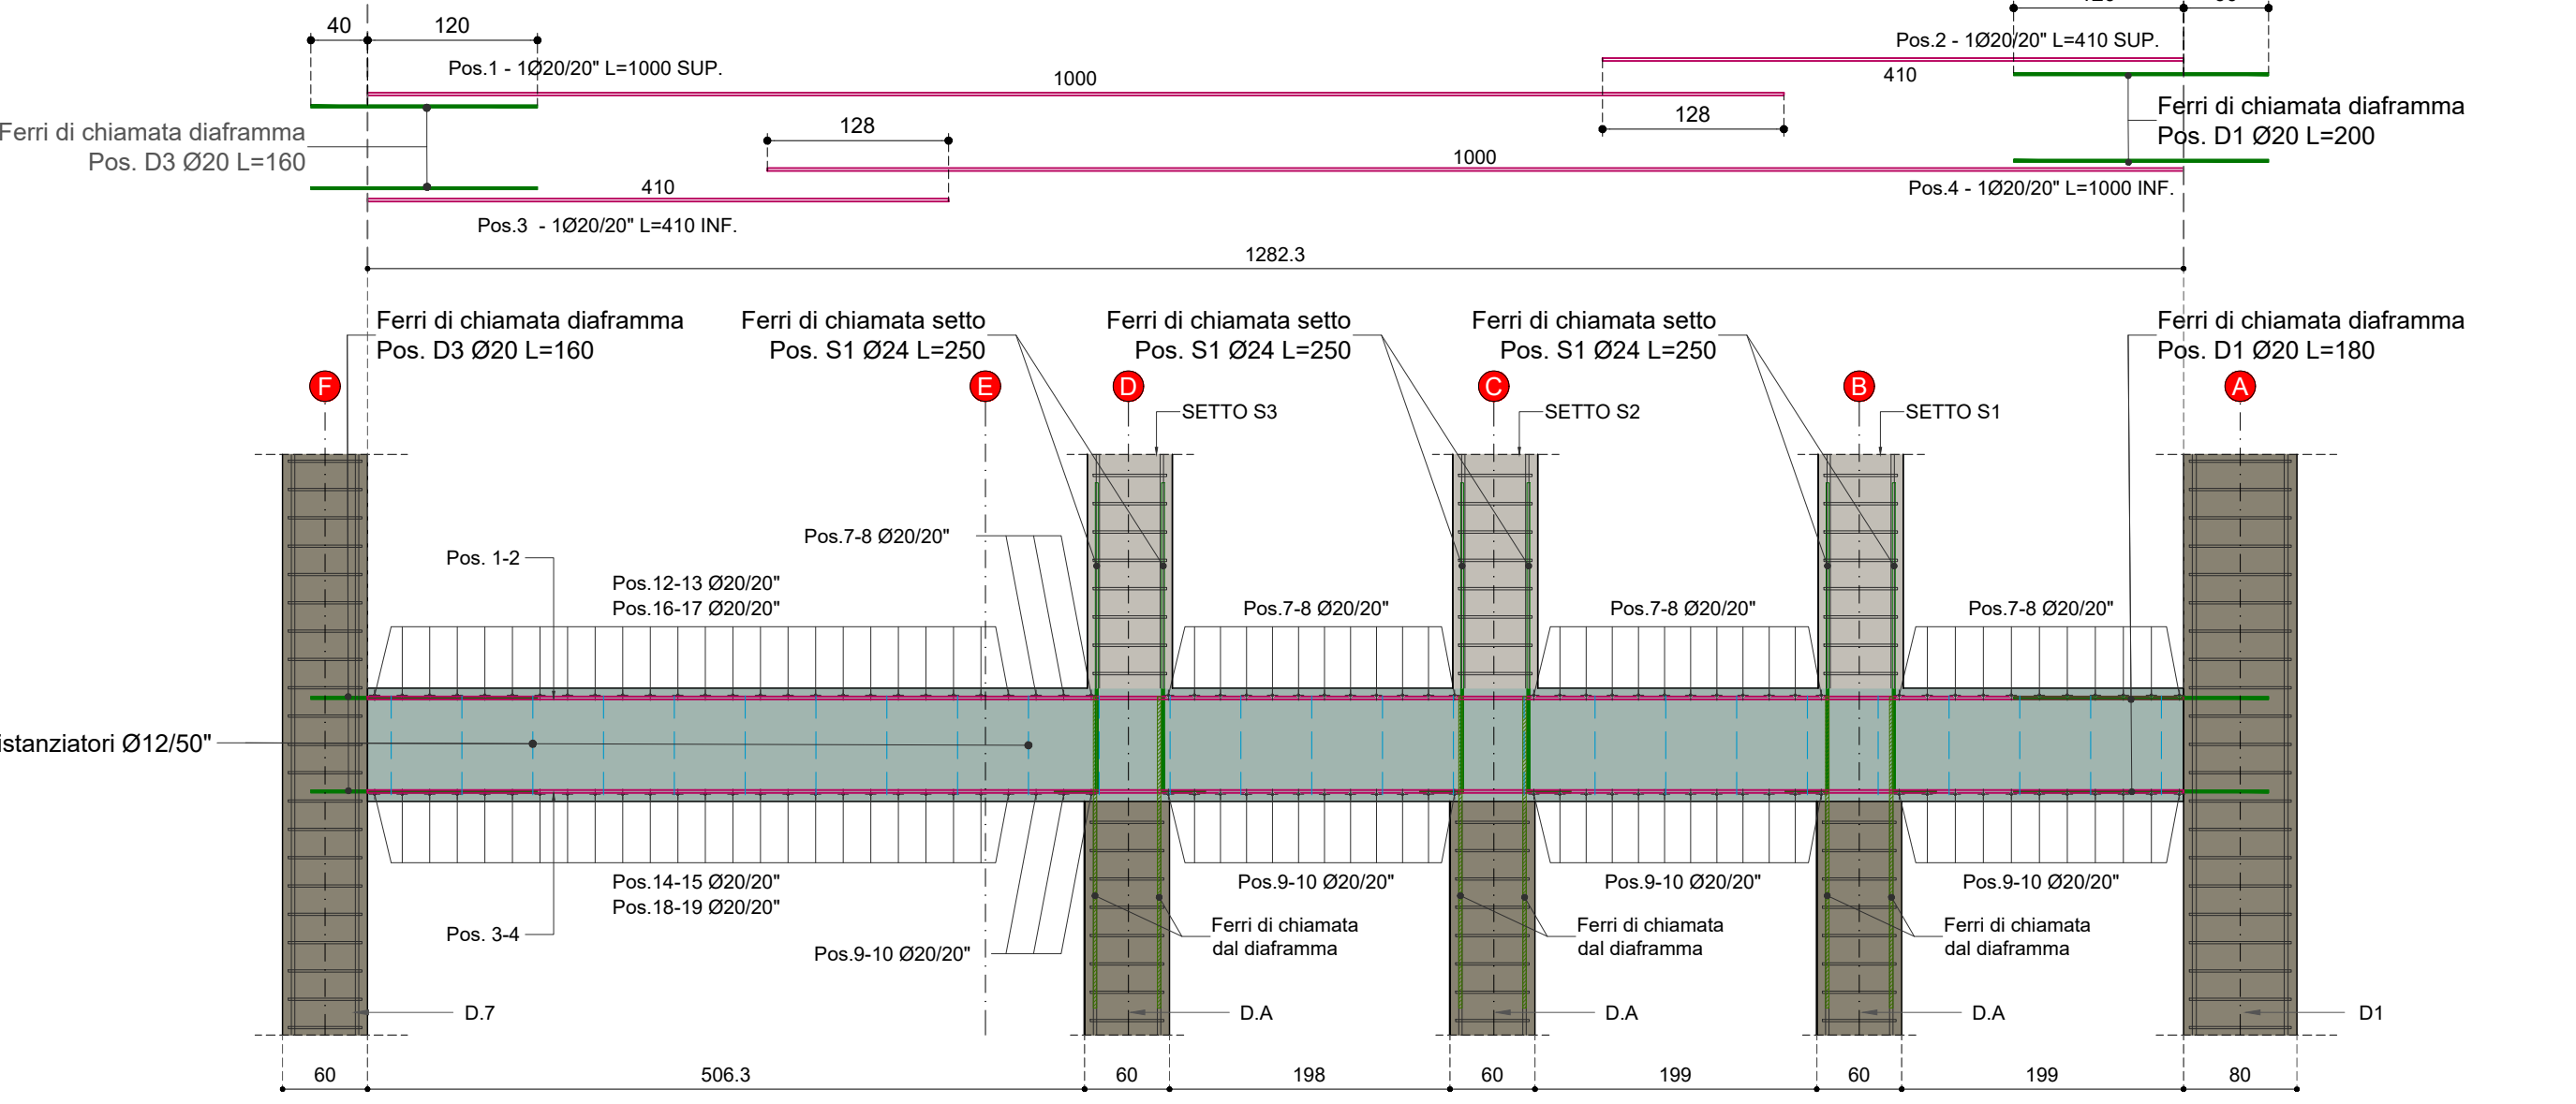 40
120
Pos.1 - 1Ø20/20" L=1000 SUP.
1000
Pos.2 - 1Ø20/20" L=410 SUP.
410
Ferri di chiamata diaframma
Pos. D3 Ø20 L=160
128
128
Ferri di chiamata diaframma
Pos. D1 Ø20 L=200
1000
410
Pos.4 - 1Ø20/20" L=1000 INF.
Pos.3 - 1Ø20/20" L=410 INF.
1282.3
Ferri di chiamata diaframma
Pos. D3 Ø20 L=160
Ferri di chiamata setto
Pos. S1 Ø24 L=250
Ferri di chiamata setto
Pos. S1 Ø24 L=250
Ferri di chiamata setto
Pos. S1 Ø24 L=250
Ferri di chiamata diaframma
Pos. D1 Ø20 L=180
F
E
D
C
B
A
SETTO S3
SETTO S2
SETTO S1
Pos. 1-2
Pos.7-8 Ø20/20"
Pos.12-13 Ø20/20"
Pos.16-17 Ø20/20"
Pos.7-8 Ø20/20"
Pos.7-8 Ø20/20"
Pos.7-8 Ø20/20"
istanziatori Ø12/50"
Pos.14-15 Ø20/20"
Pos.18-19 Ø20/20"
Pos.9-10 Ø20/20"
Pos.9-10 Ø20/20"
Pos.9-10 Ø20/20"
Pos. 3-4
Pos.9-10 Ø20/20"
Ferri di chiamata
dal diaframma
Ferri di chiamata
dal diaframma
Ferri di chiamata
dal diaframma
D.7
D.A
D.A
D.A
D1
60
506.3
60
198
60
199
60
199
80